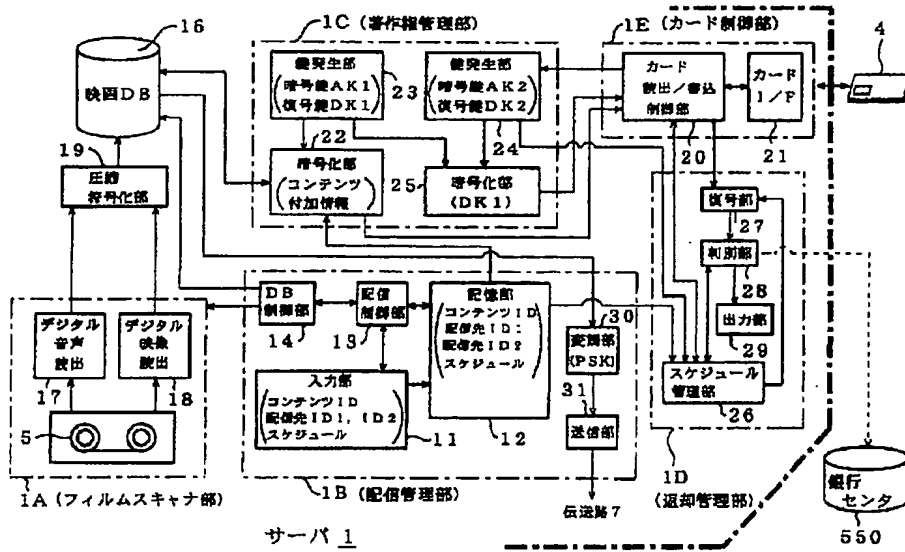 16
映画DB
19
圧縮
符号化部
デジタル
音声
読出
17
デジタル
映像
読出
18
5
1A (フィルムスキャナ部)
1C (著作権管理部)
鍵発生部
(暗号鍵AK1
復号鍵DK1)
23
鍵発生部
(暗号鍵AK2
復号鍵DK2)
24
22
暗号化部
(コンテンツ
付加情報)
25
暗号化部
(DK1)
1E (カード制御部)
カード
読出/書込
制御部
20
カード
I/F
21
4
復号部
27
判別部
28
出力部
29
スケジュール
管理部
26
1D
(返却管理部)
銀行
センタ
550
DB
制御部
14
配信
制御部
13
記憶部
(コンテンツID
配信先ID1
配信先ID2
スケジュール)
12
入力部
(コンテンツID
配信先ID1, ID2
スケジュール)
11
30
変調部
(PSK)
31
送信部
1B (配信管理部)
伝送路7
サーバ 1